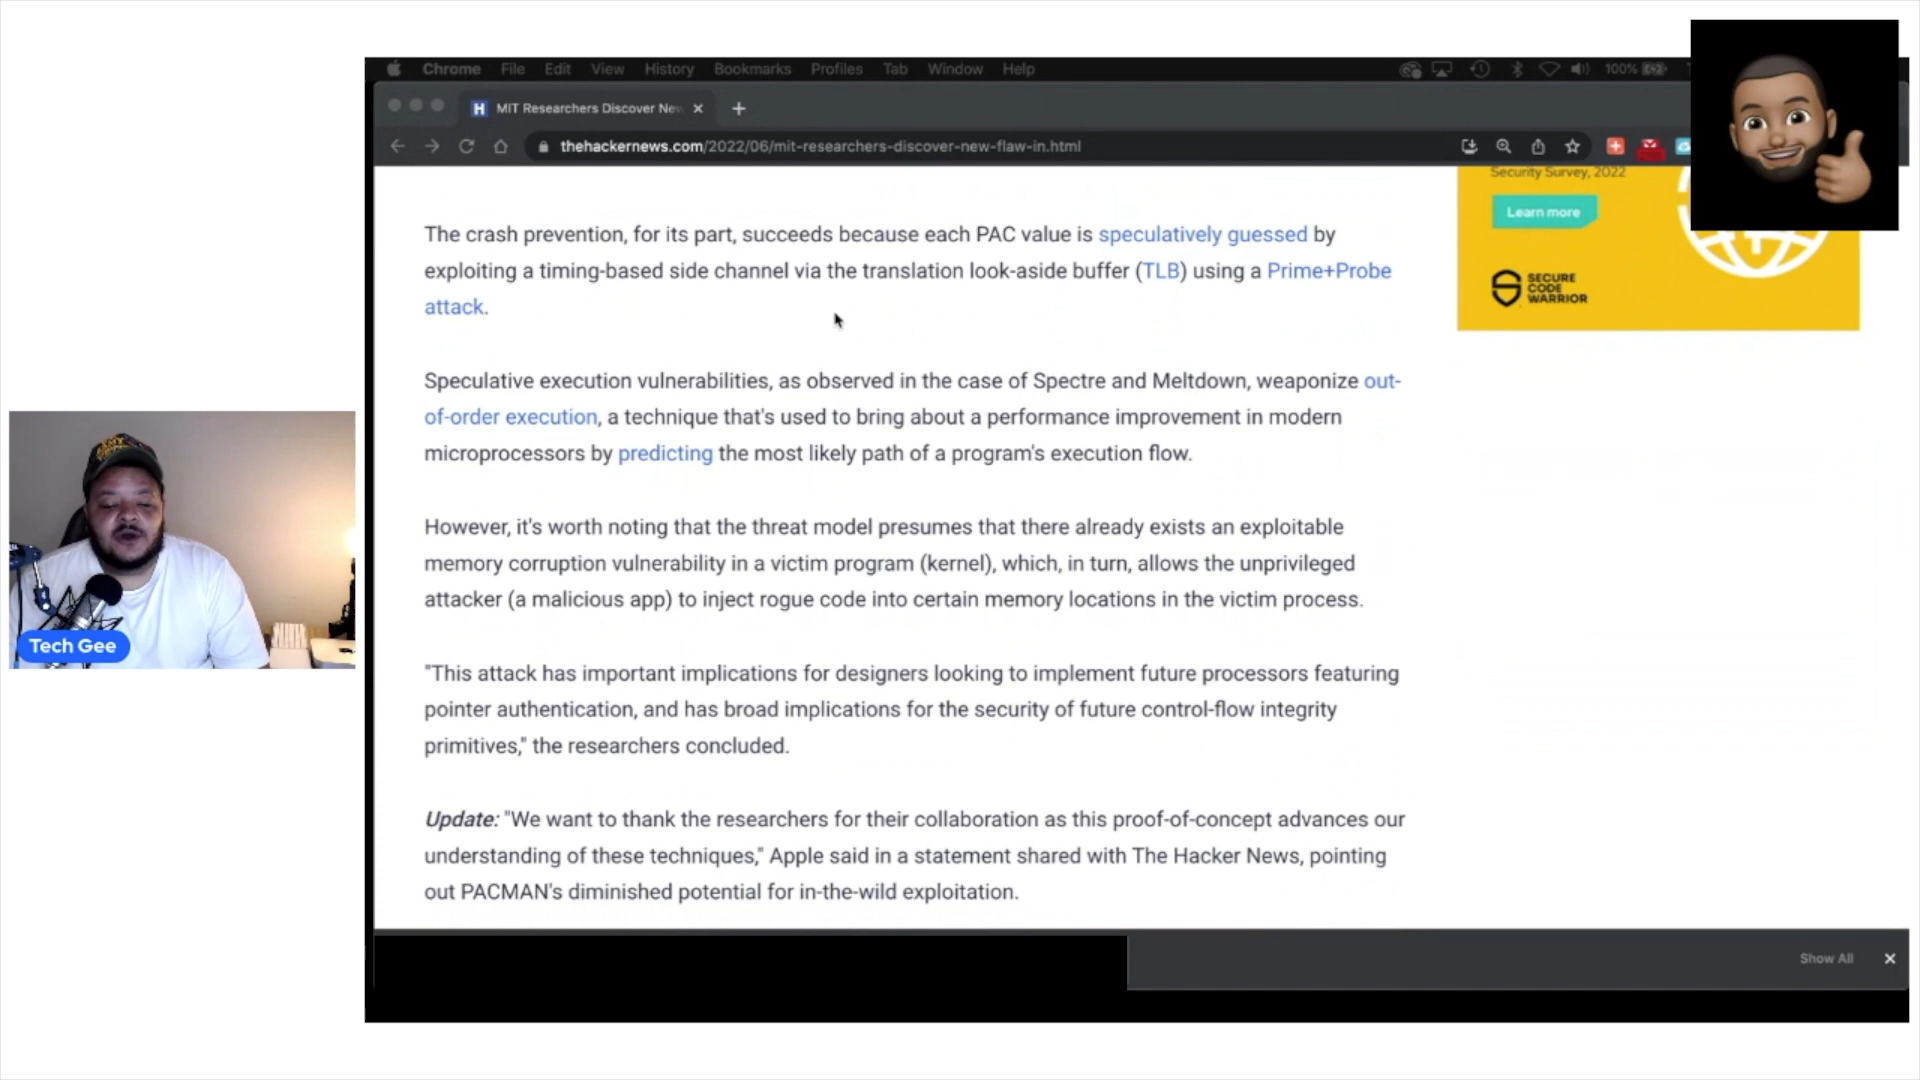 Chrome File Edit View History Bookmarks Profiles Tab Window Help
100%
MIT Researchers Discover New
thehackernews.com/2022/06/mit-researchers-discover-new-flaw-in.html
Security Survey, 2022
Learn more
SECURE
CODE
WARRIOR
The crash prevention, for its part, succeeds because each PAC value is speculatively guessed by
exploiting a timing-based side channel via the translation look-aside buffer (TLB) using a Prime+Probe
attack.
Speculative execution vulnerabilities, as observed in the case of Spectre and Meltdown, weaponize out-
of-order execution, a technique that's used to bring about a performance improvement in modern
microprocessors by predicting the most likely path of a program's execution flow.
However, it's worth noting that the threat model presumes that there already exists an exploitable
memory corruption vulnerability in a victim program (kernel), which, in turn, allows the unprivileged
attacker (a malicious app) to inject rogue code into certain memory locations in the victim process.
"This attack has important implications for designers looking to implement future processors featuring
pointer authentication, and has broad implications for the security of future control-flow integrity
primitives," the researchers concluded.
Update: "We want to thank the researchers for their collaboration as this proof-of-concept advances our
understanding of these techniques," Apple said in a statement shared with The Hacker News, pointing
out PACMAN's diminished potential for in-the-wild exploitation.
Tech Gee
Show All